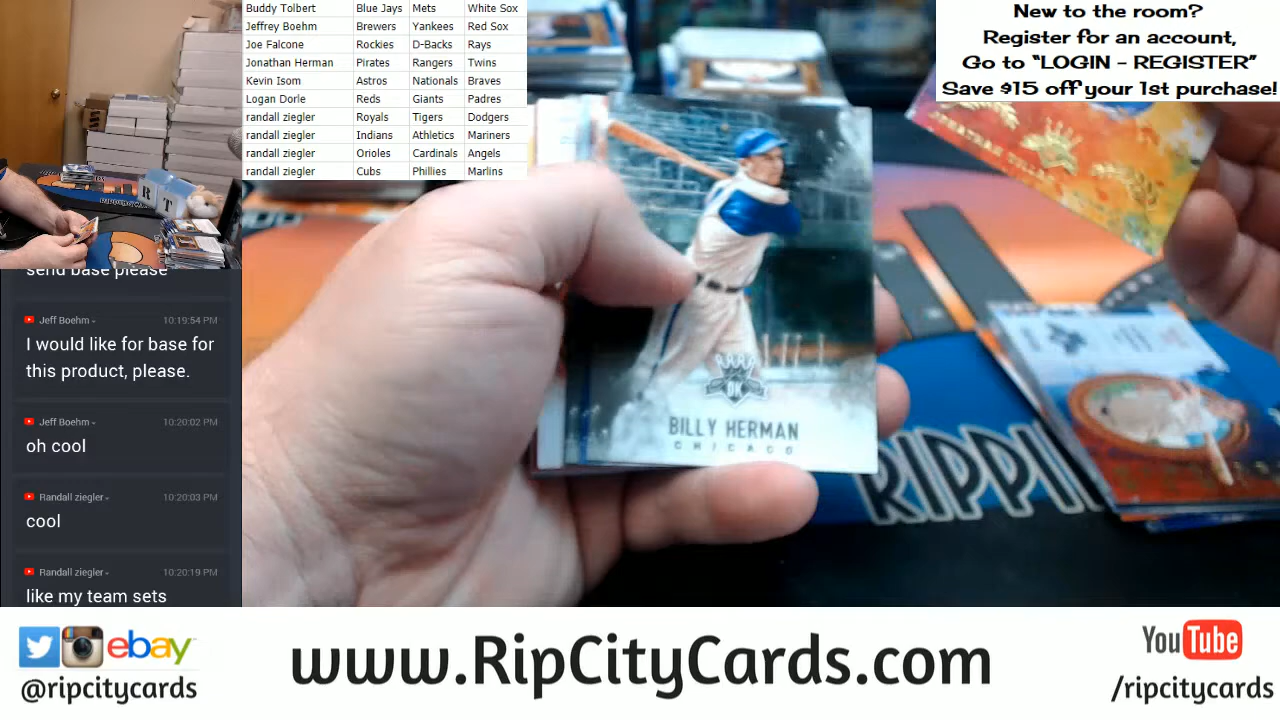 Buddy Tolbert Blue Jays Mets White Sox
Jeffrey Boehm Brewers Yankees Red Sox
Joe Falcone Rockies D-Backs Rays
Jonathan Herman Pirates Rangers Twins
Kevin Isom Astros Nationals Braves
Logan Dorle Reds Giants Padres
randall ziegler Royals Tigers Dodgers
randall ziegler Indians Athletics Mariners
randall ziegler Orioles Cardinals Angels
randall ziegler Cubs Phillies Marlins
New to the room?
Register for an account,
Go to “LOGIN - REGISTER”
Save $15 off your 1st purchase!
R T
send base please
Jeff Boehm 10:19:54 PM
I would like for base for
this product, please.
Jeff Boehm 10:20:02 PM
oh cool
Randall ziegler 10:20:03 PM
cool
Randall ziegler 10:20:19 PM
like my team sets
DK
BILLY HERMAN
CHICAGO
RIPPI
ebay
@ripcitycards
www.RipCityCards.com
YouTube
/ripcitycards